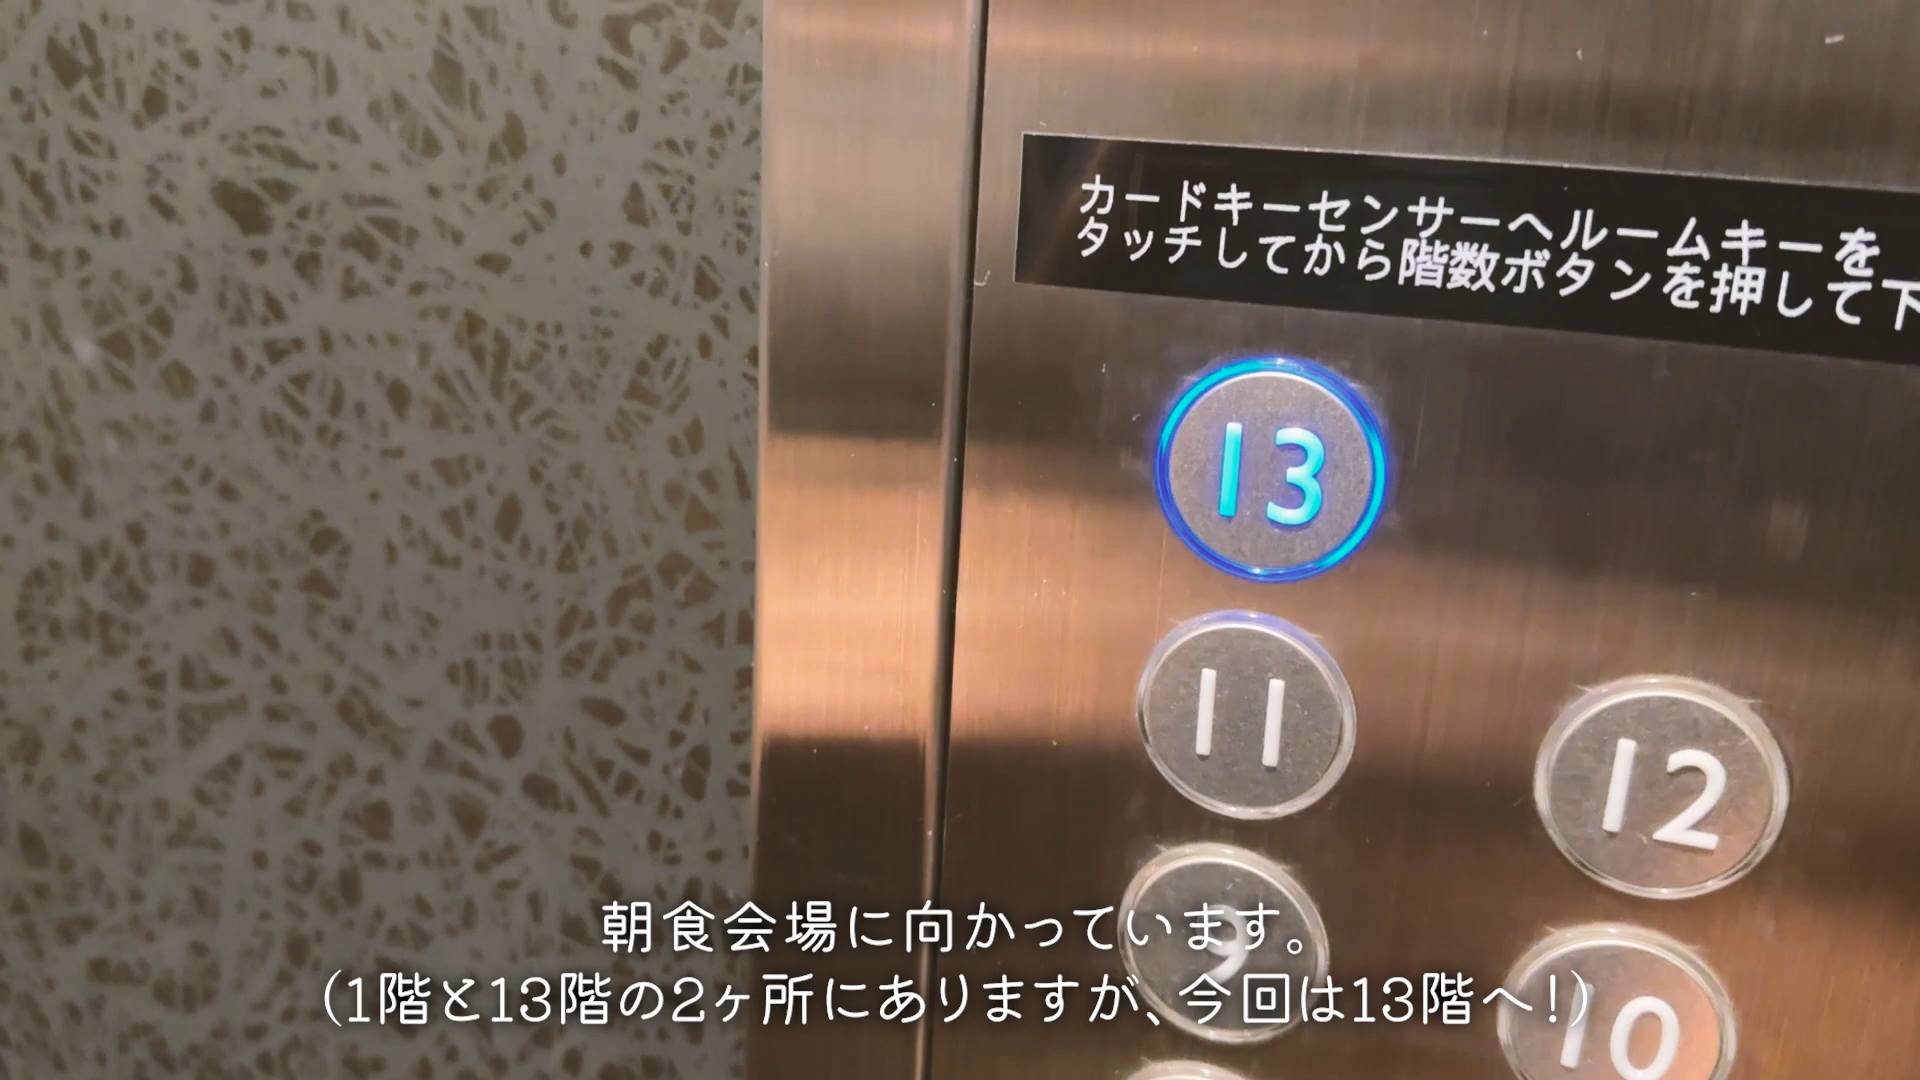 カードキーセンサーへルームキーを
タッチしてから階数ボタンを押して下
13
11
12
9
10
朝食会場に向かっています。
(1階と13階の2ヶ所にありますが、今回は13階へ!)